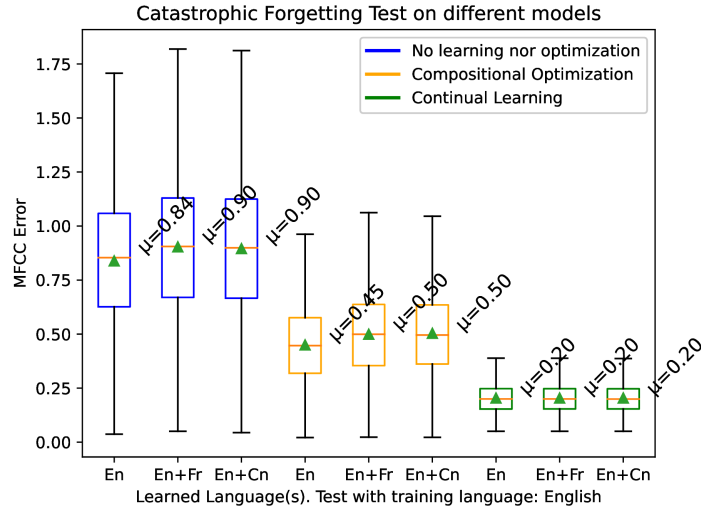 Catastrophic Forgetting Test on different models
No learning nor optimization
Compositional Optimization
Continual Learning
MFCC Error
1.75
1.50
1.25
1.00
0.75
0.50
0.25
0.00
μ=0.84
μ=0.90
μ=0.90
μ=0.45
μ=0.50
μ=0.50
μ=0.20
μ=0.20
μ=0.20
En En+Fr En+Cn En En+Fr En+Cn En En+Fr En+Cn
Learned Language(s). Test with training language: English